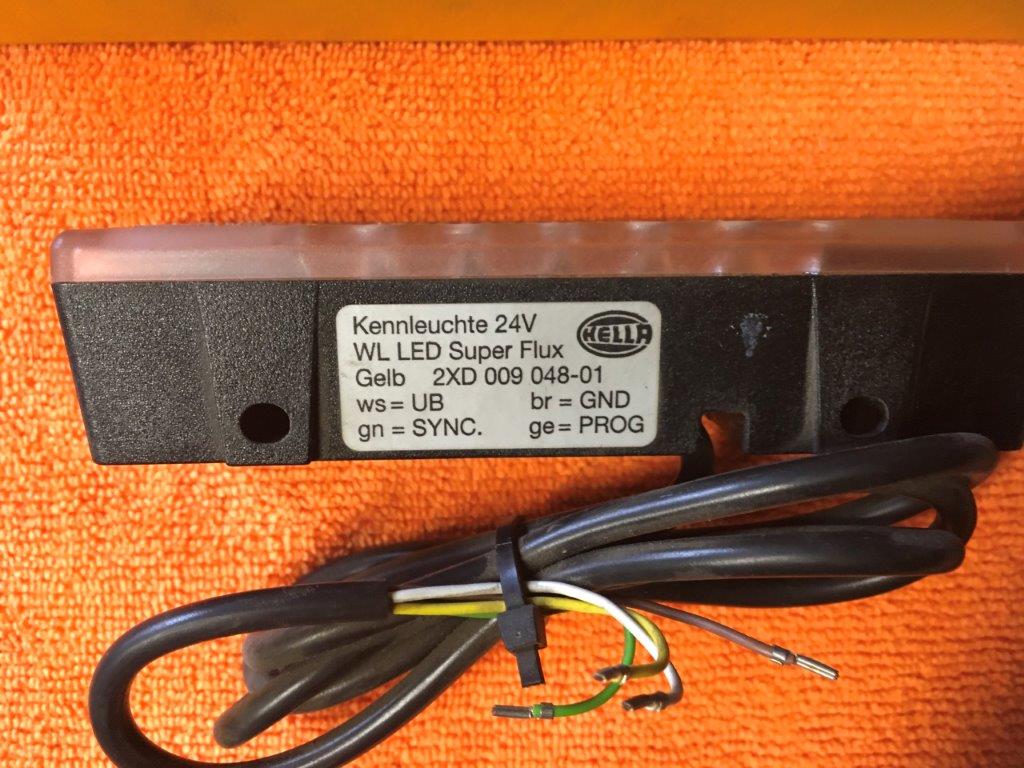 Kennleuchte 24V
HELLA
WL LED Super Flux
Gelb 2XD 009 048-01
ws = UB br = GND
gn = SYNC. ge = PROG